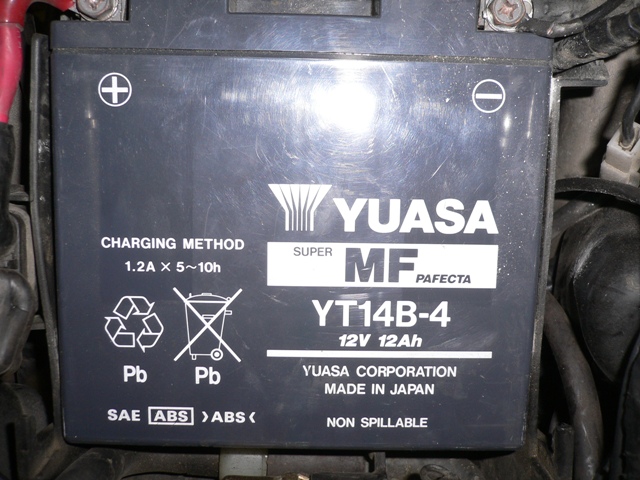 + −
YUASA
CHARGING METHOD
1.2A × 5~10h
SUPER MF PAFECTA
YT14B-4
12V 12Ah
Pb Pb
YUASA CORPORATION
MADE IN JAPAN
SAE ABS >ABS<
NON SPILLABLE